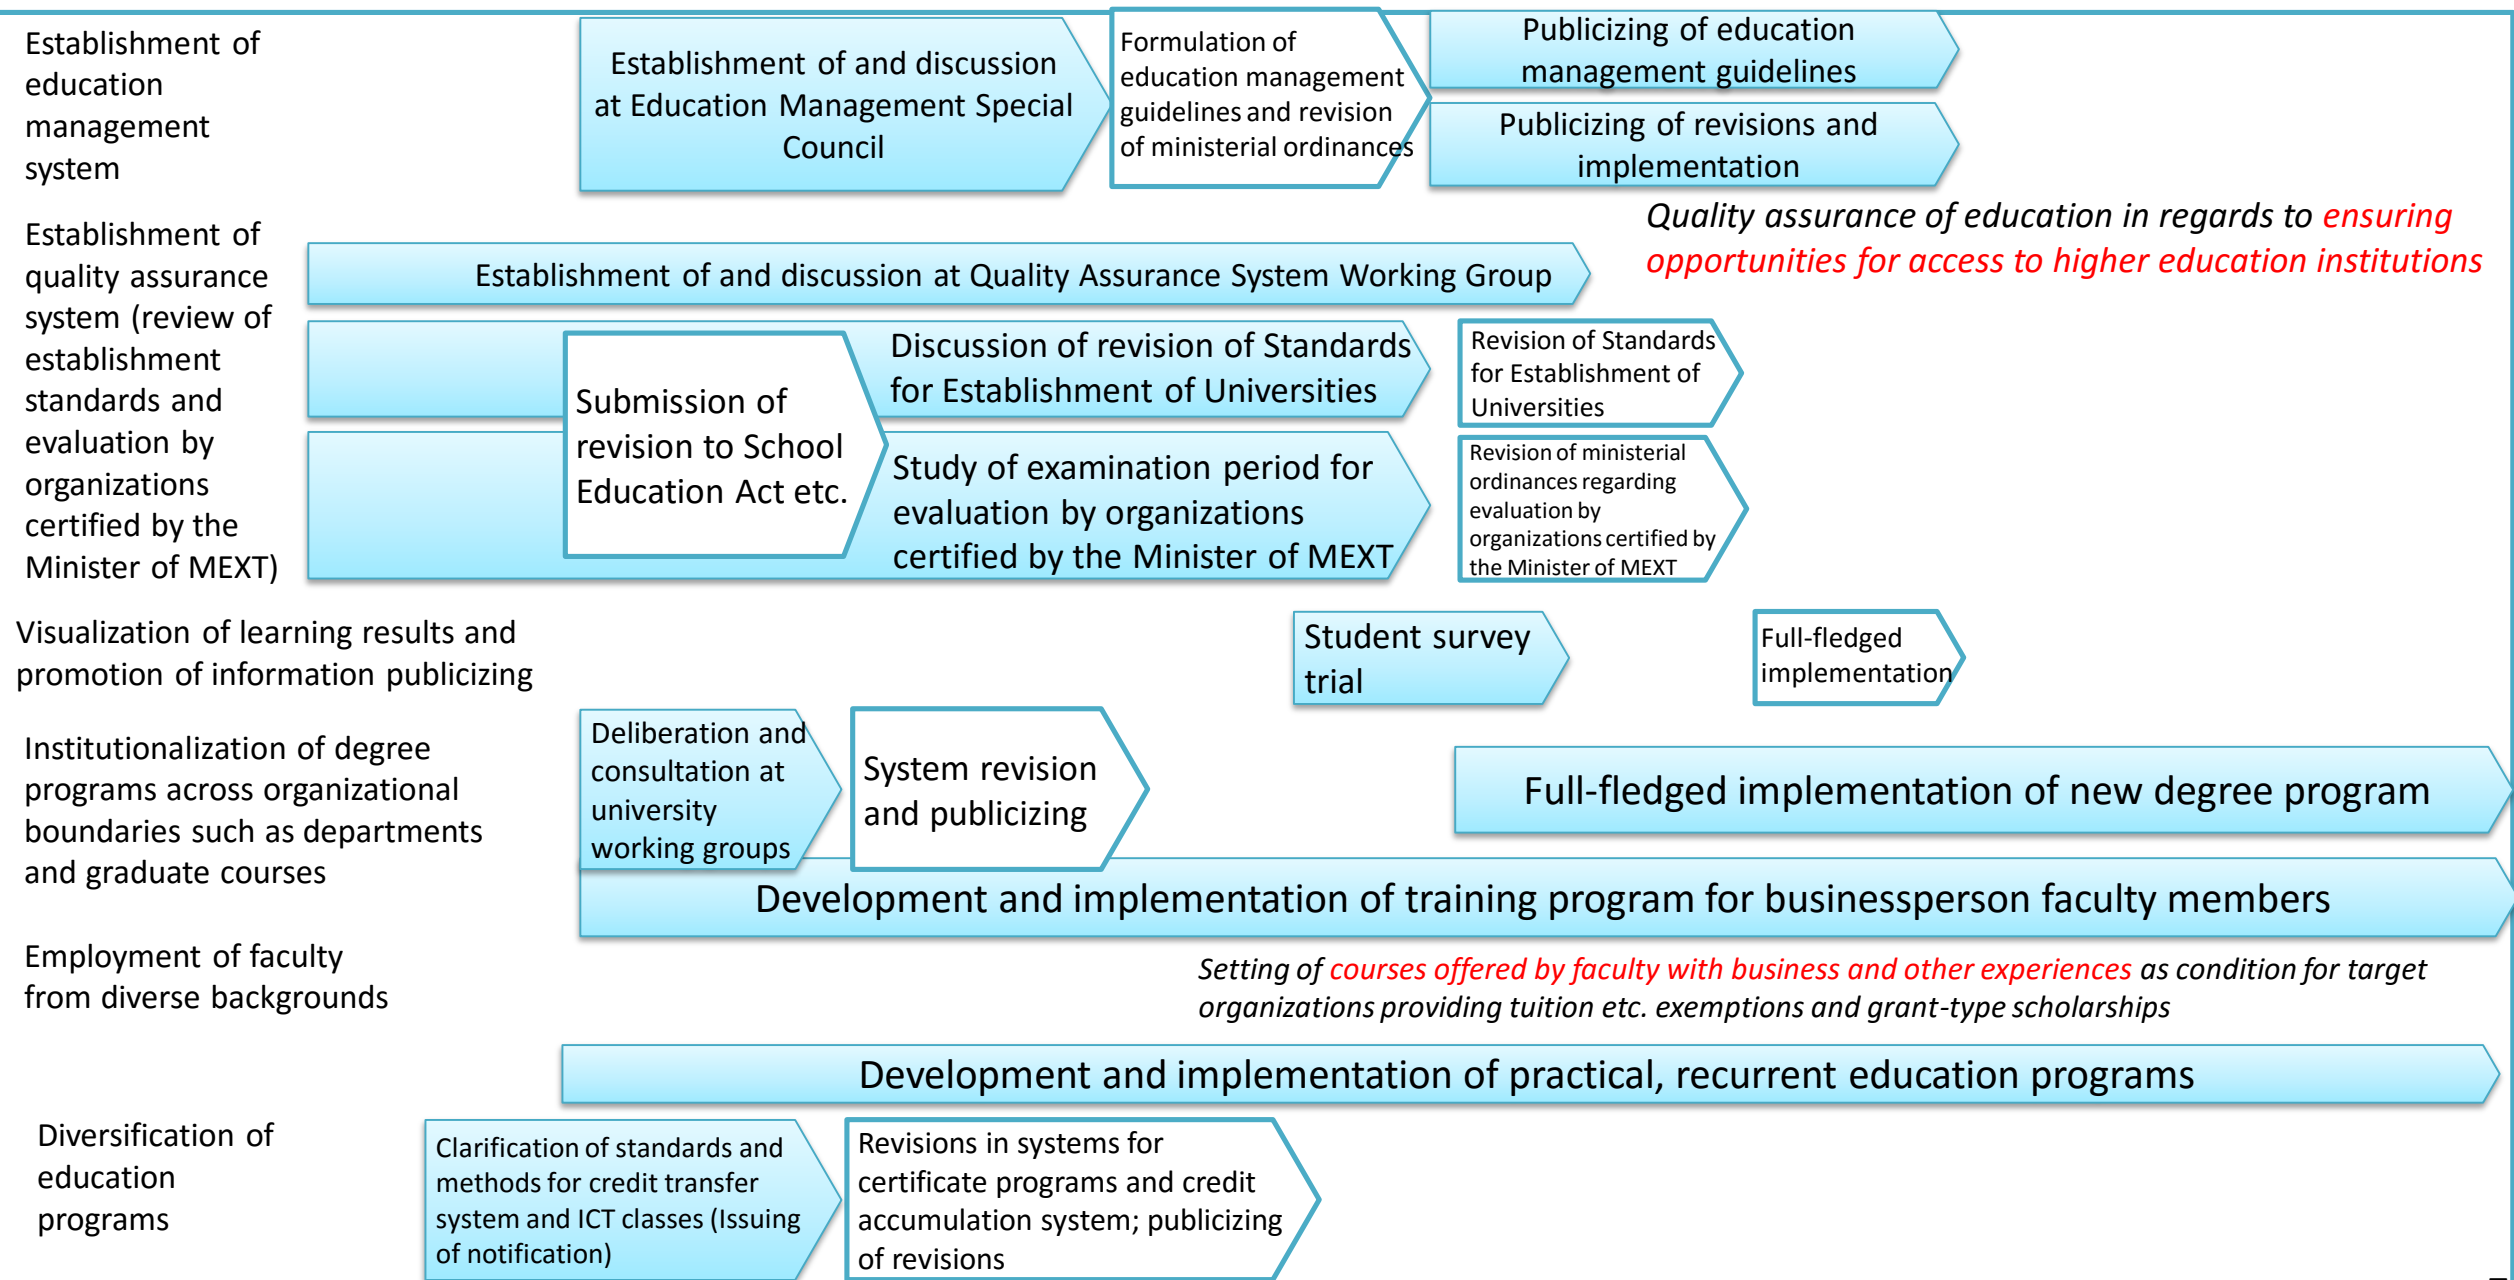 Establishment of
education
management
system
Establishment of and discussion
at Education Management Special
Council
Formulation of
education management
guidelines and revision
of ministerial ordinances
Publicizing of education
management guidelines
Publicizing of revisions and
implementation
Establishment of
quality assurance
system (review of
establishment
standards and
evaluation by
organizations
certified by the
Minister of MEXT)
Quality assurance of education in regards to ensuring
opportunities for access to higher education institutions
Establishment of and discussion at Quality Assurance System Working Group
Submission of
revision to School
Education Act etc.
Discussion of revision of Standards
for Establishment of Universities
Revision of Standards
for Establishment of
Universities
Study of examination period for
evaluation by organizations
certified by the Minister of MEXT
Revision of ministerial
ordinances regarding
evaluation by
organizations certified by
the Minister of MEXT
Visualization of learning results and
promotion of information publicizing
Student survey
trial
Full-fledged
implementation
Institutionalization of degree
programs across organizational
boundaries such as departments
and graduate courses
Deliberation and
consultation at
university
working groups
System revision
and publicizing
Full-fledged implementation of new degree program
Development and implementation of training program for businessperson faculty members
Employment of faculty
from diverse backgrounds
Setting of courses offered by faculty with business and other experiences as condition for target
organizations providing tuition etc. exemptions and grant-type scholarships
Development and implementation of practical, recurrent education programs
Diversification of
education
programs
Clarification of standards and
methods for credit transfer
system and ICT classes (Issuing
of notification)
Revisions in systems for
certificate programs and credit
accumulation system; publicizing
of revisions